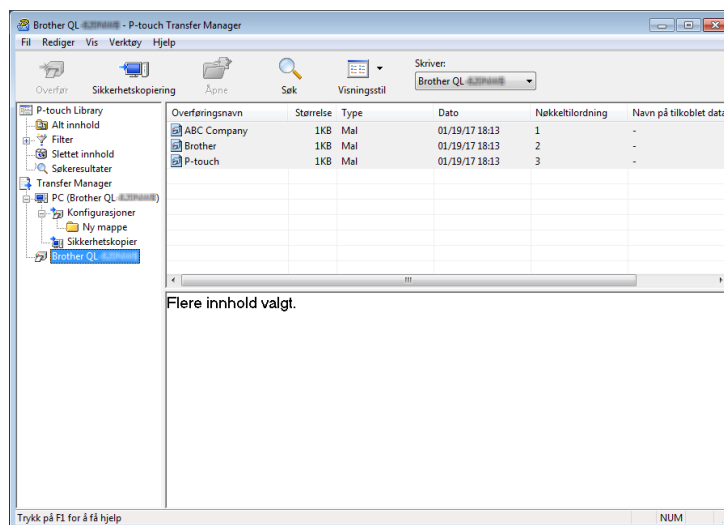 Brother QL - P-touch Transfer Manager
Fil Rediger Vis Verktøy Hjelp
Overfør Sikkerhetskopiering Åpne Søk Visningsstil
Skriver:
Brother QL
P-touch Library
Alt innhold
Filter
Slettet innhold
Søkeresultater
Transfer Manager
PC (Brother QL )
Konfigurasjoner
Ny mappe
Sikkerhetskopier
Brother QL
Overføringsnavn Størrelse Type Dato Nøkkeltilordning Navn på tilkoblet data
ABC Company 1KB Mal 01/19/17 18:13 1 -
Brother 1KB Mal 01/19/17 18:13 2 -
P-touch 1KB Mal 01/19/17 18:13 3 -
Flere innhold valgt.
Trykk på F1 for å få hjelp
NUM